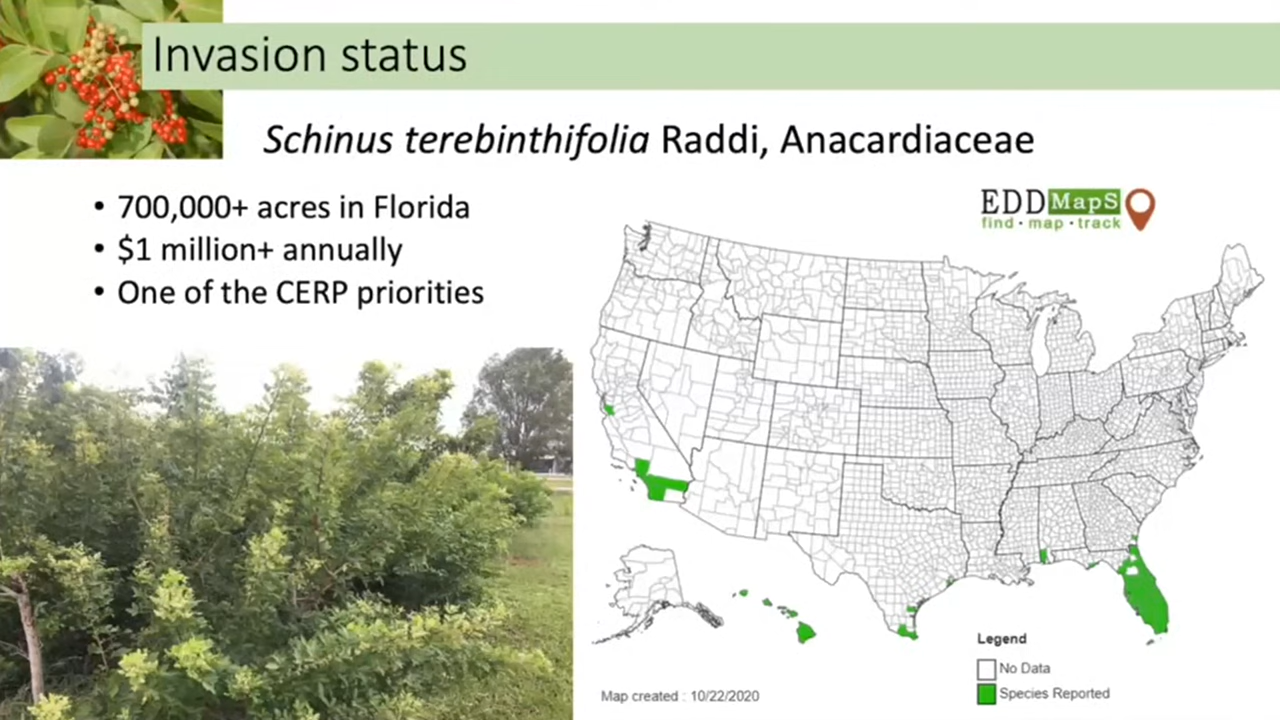 Invasion status
Schinus terebinthifolia Raddi, Anacardiaceae
• 700,000+ acres in Florida
• $1 million+ annually
• One of the CERP priorities
EDDMapS
find · map · track
Legend
No Data
Species Reported
Map created : 10/22/2020